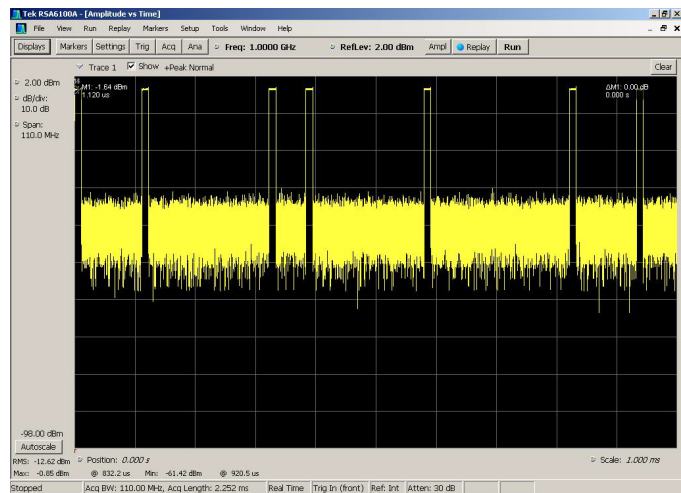 Tek RSA6100A - [Amplitude vs Time]
File View Run Replay Markers Setup Tools Window Help
Displays Markers Settings Trig Acq Ana Freq: 1.0000 GHz RefLev: 2.00 dBm Ampl Replay Run
Trace 1 Show +Peak Normal Clear
2.00 dBm
dB/div:
10.0 dB
Span:
110.0 MHz
M1: -1.64 dBm
1.120 us
ΔM1: 0.00 dB
0.000 s
-98.00 dBm
Autoscale
Position: 0.000 s Scale: 1.000 ms
RMS: -12.62 dBm
Max: -0.85 dBm @ 832.2 us Min: -61.42 dBm @ 920.5 us
Stopped Acq BW: 110.00 MHz, Acq Length: 2.252 ms Real Time Trig In (front) Ref: Int Atten: 30 dB